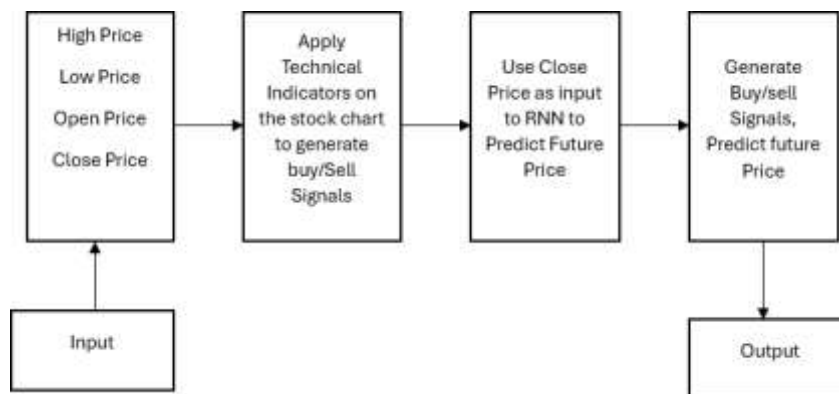 High Price
Low Price
Open Price
Close Price
Apply
Technical
Indicators on
the stock chart
to generate
buy/Sell
Signals
Use Close
Price as input
to RNN to
Predict Future
Price
Generate
Buy/sell
Signals,
Predict future
Price
Input
Output